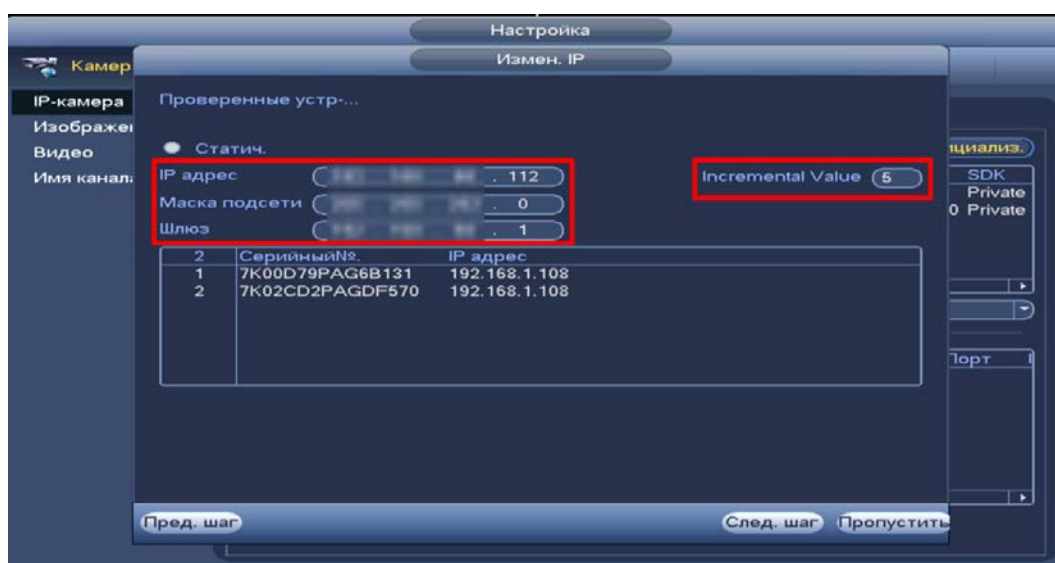 Настройка
Измен. IP
Камер
IP-камера
Изображе
Видео
Имя канал
Проверенные устр-...
Статич.
IP адрес . 112
Incremental Value 5
Маска подсети . 0
Шлюз . 1
2 Серийный№. IP адрес
1 7K00D79PAG6B131 192.168.1.108
2 7K02CD2PAGDF570 192.168.1.108
циализ.)
SDK
Private
0 Private
Порт
Пред. шаг
След. шаг
Пропустить